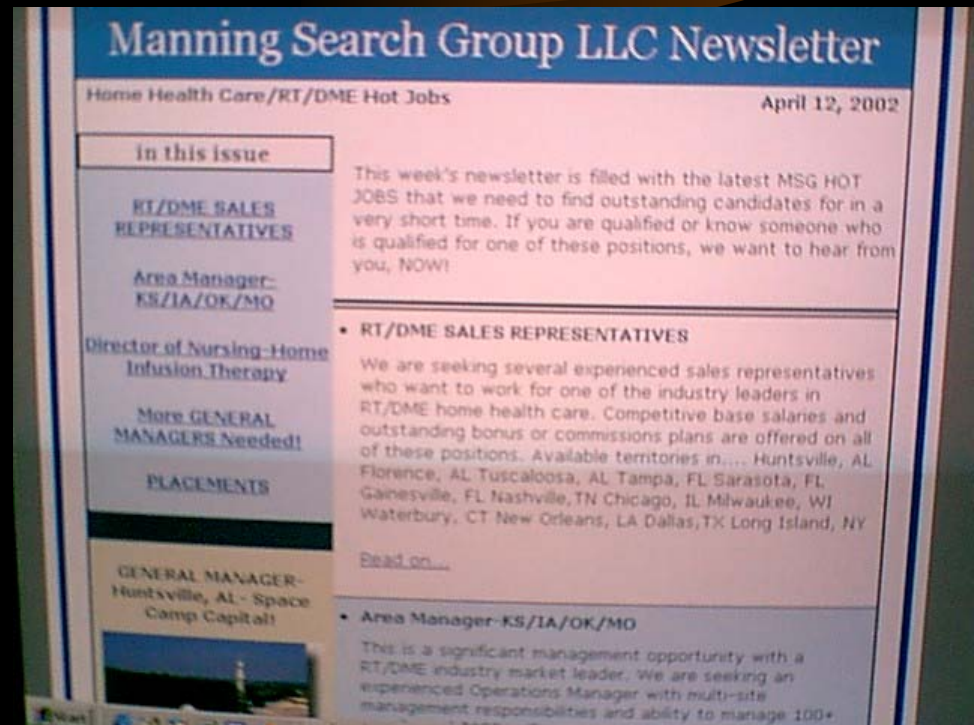 Manning Search Group LLC Newsletter
Home Health Care/RT/DME Hot Jobs
April 12, 2002
in this issue
RT/DME SALES
REPRESENTATIVES
Area Manager-
KS/IA/OK/MO
Director of Nursing-Home
Infusion Therapy
More GENERAL
MANAGERS Needed!
PLACEMENTS
GENERAL MANAGER-
Huntsville, AL - Space
Camp Capital!
This week's newsletter is filled with the latest MSG HOT
JOBS that we need to find outstanding candidates for in a
very short time. If you are qualified or know someone who
is qualified for one of these positions, we want to hear from
you, NOW!
• RT/DME SALES REPRESENTATIVES
We are seeking several experienced sales representatives
who want to work for one of the industry leaders in
RT/DME home health care. Competitive base salaries and
outstanding bonus or commissions plans are offered on all
of these positions. Available territories in.... Huntsville, AL
Florence, AL Tuscaloosa, AL Tampa, FL Sarasota, FL
Gainesville, FL Nashville,TN Chicago, IL Milwaukee, WI
Waterbury, CT New Orleans, LA Dallas,TX Long Island, NY
Read on...
• Area Manager-KS/IA/OK/MO
This is a significant management opportunity with a
RT/DME industry market leader. We are seeking an
experienced Operations Manager with multi-site
management responsibilities and ability to manage 100+
Start